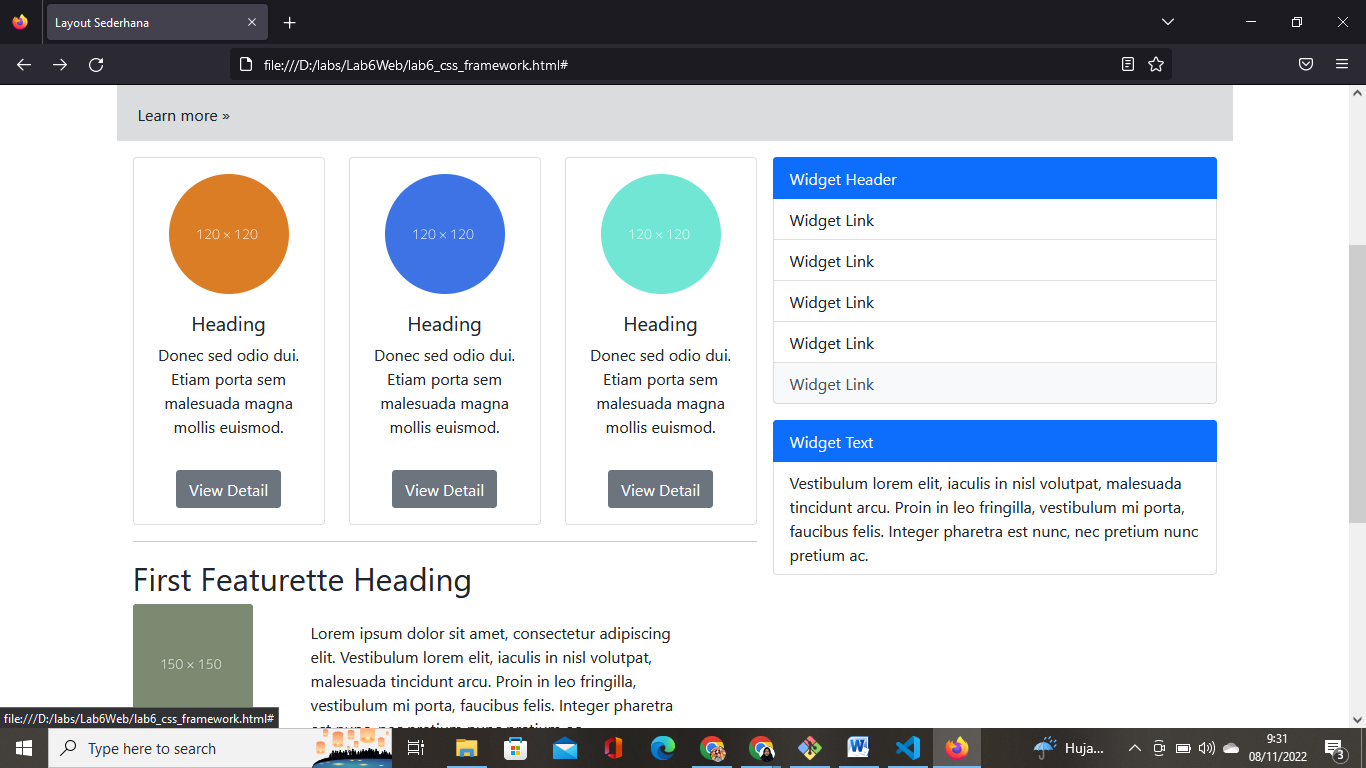 Layout Sederhana
file:///D:/labs/Lab6Web/lab6_css_framework.html#
Learn more »
120 × 120
Heading
Donec sed odio dui.
Etiam porta sem
malesuada magna
mollis euismod.
View Detail
120 × 120
Heading
Donec sed odio dui.
Etiam porta sem
malesuada magna
mollis euismod.
View Detail
120 × 120
Heading
Donec sed odio dui.
Etiam porta sem
malesuada magna
mollis euismod.
View Detail
Widget Header
Widget Link
Widget Link
Widget Link
Widget Link
Widget Link
Widget Text
Vestibulum lorem elit, iaculis in nisl volutpat, malesuada
tincidunt arcu. Proin in leo fringilla, vestibulum mi porta,
faucibus felis. Integer pharetra est nunc, nec pretium nunc
pretium ac.
First Featurette Heading
150 × 150
Lorem ipsum dolor sit amet, consectetur adipiscing
elit. Vestibulum lorem elit, iaculis in nisl volutpat,
malesuada tincidunt arcu. Proin in leo fringilla,
vestibulum mi porta, faucibus felis. Integer pharetra
est nunc, nec pretium nunc pretium ac.
file:///D:/labs/Lab6Web/lab6_css_framework.html#
Type here to search
Huja...
9:31
08/11/2022
3